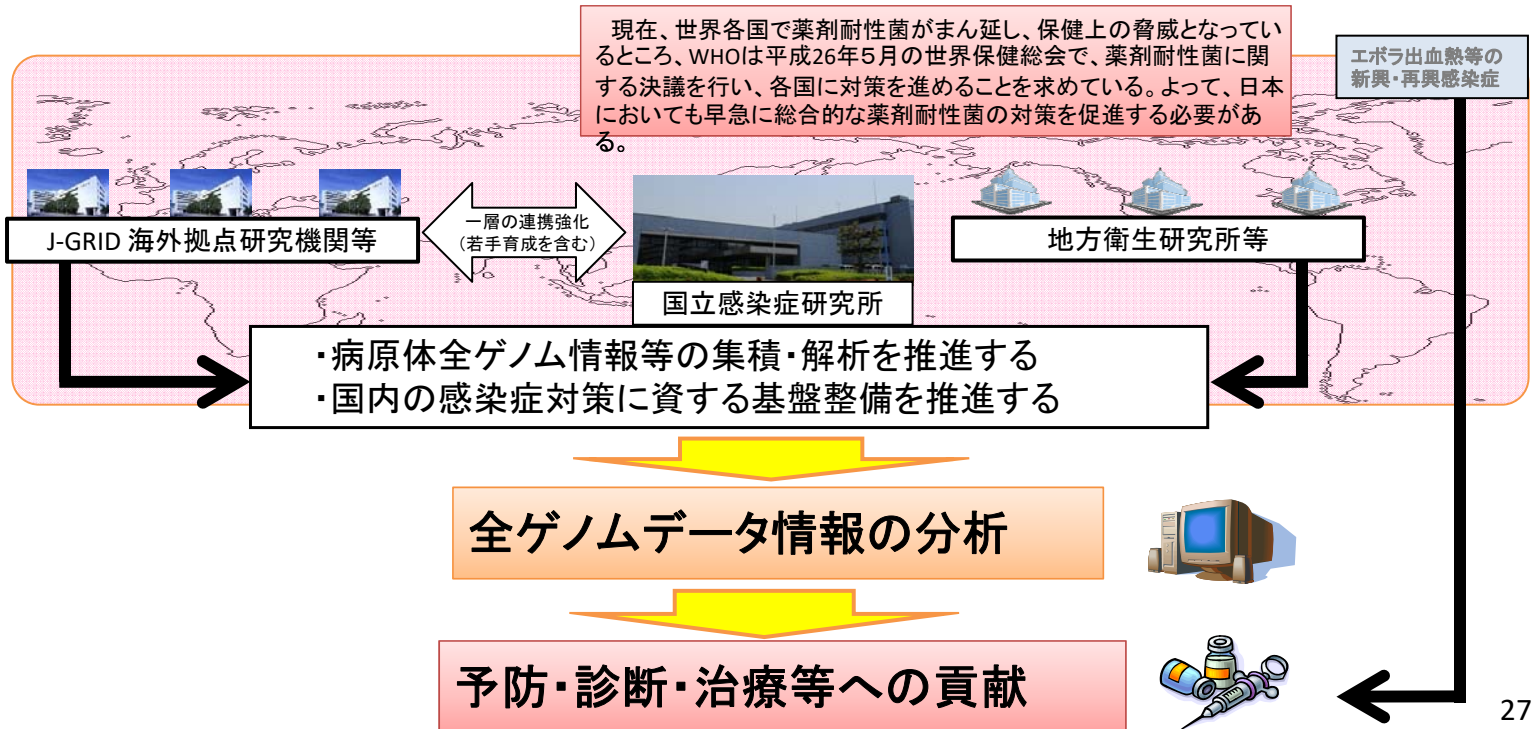 現在、世界各国で薬剤耐性菌がまん延し、保健上の脅威となってい
るところ、WHOは平成26年５月の世界保健総会で、薬剤耐性菌に関
する決議を行い、各国に対策を進めることを求めている。よって、日本
においても早急に総合的な薬剤耐性菌の対策を促進する必要があ
る。
エボラ出血熱等の
新興・再興感染症
J-GRID 海外拠点研究機関等
一層の連携強化
（若手育成を含む）
国立感染症研究所
地方衛生研究所等
・病原体全ゲノム情報等の集積・解析を推進する
・国内の感染症対策に資する基盤整備を推進する
全ゲノムデータ情報の分析
予防・診断・治療等への貢献
27